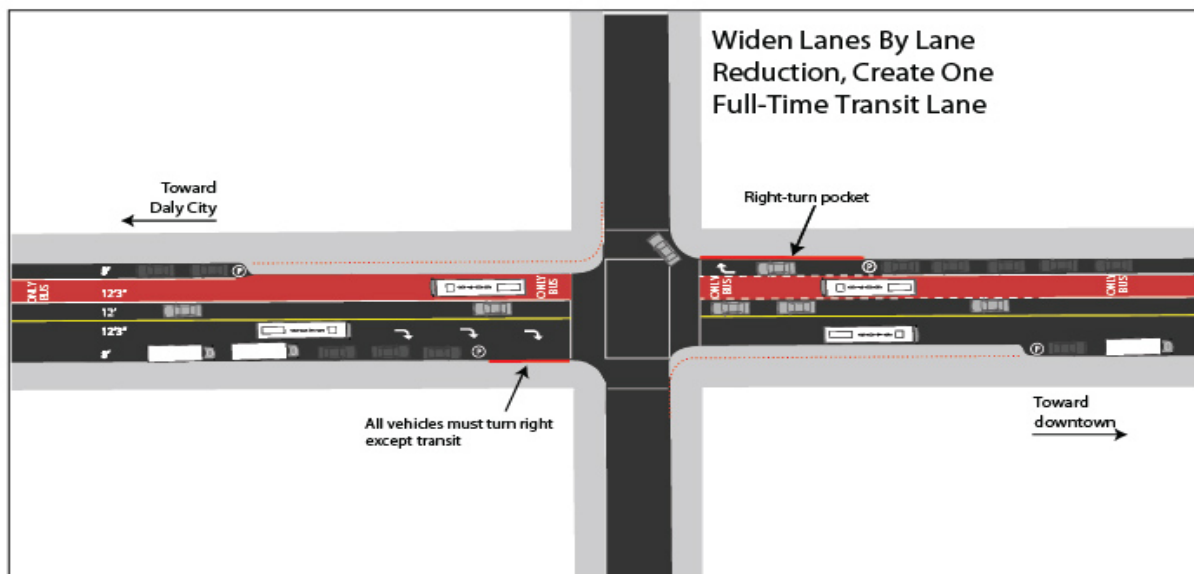 Widen Lanes By Lane
Reduction, Create One
Full-Time Transit Lane
Toward
Daly City
Right-turn pocket
8'
P
P
ONLY
BUS
12'3"
ONLY
BUS
ONLY
BUS
ONLY
BUS
12'
12'3"
8'
P
P
All vehicles must turn right
except transit
Toward
downtown